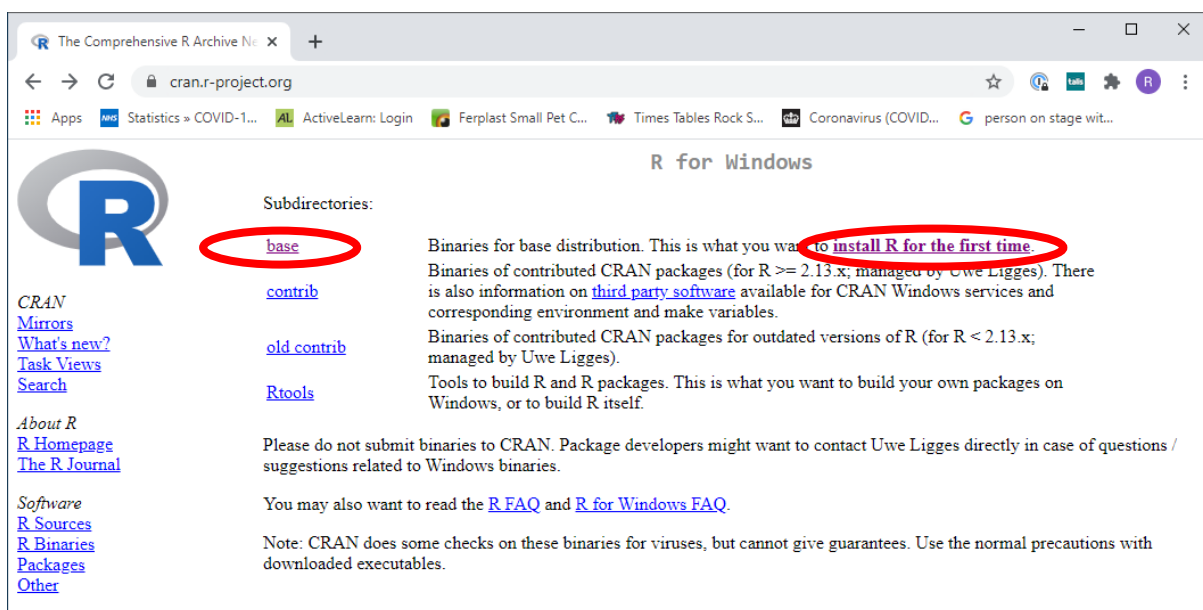 The Comprehensive R Archive Ne
cran.r-project.org
tails
R
Apps
NHS
Statistics » COVID-1...
AL
ActiveLearn: Login
Ferplast Small Pet C...
Times Tables Rock S...
Coronavirus (COVID...
G
person on stage wit...
R
R for Windows
Subdirectories:
base
Binaries for base distribution. This is what you want to install R for the first time.
contrib
Binaries of contributed CRAN packages (for R >= 2.13.x; managed by Uwe Ligges). There
is also information on third party software available for CRAN Windows services and
corresponding environment and make variables.
old contrib
Binaries of contributed CRAN packages for outdated versions of R (for R < 2.13.x;
managed by Uwe Ligges).
Rtools
Tools to build R and R packages. This is what you want to build your own packages on
Windows, or to build R itself.
Please do not submit binaries to CRAN. Package developers might want to contact Uwe Ligges directly in case of questions /
suggestions related to Windows binaries.
You may also want to read the R FAQ and R for Windows FAQ.
Note: CRAN does some checks on these binaries for viruses, but cannot give guarantees. Use the normal precautions with
downloaded executables.
CRAN
Mirrors
What's new?
Task Views
Search
About R
R Homepage
The R Journal
Software
R Sources
R Binaries
Packages
Other